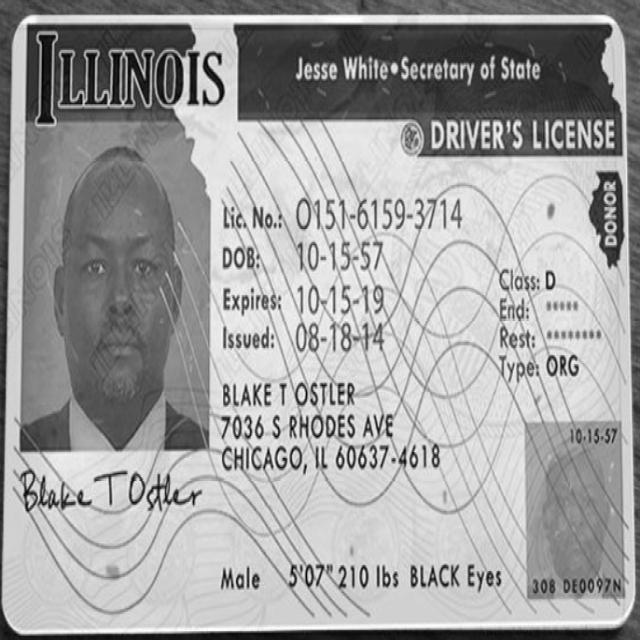 ILLINOIS
Jesse White•Secretary of State
DRIVER'S LICENSE
DONOR
Lic. No.: O151-6159-3714
DOB: 10-15-57
Expires: 10-15-19
Issued: 08-18-14
Class: D
End: *****
Rest: ********
Type: ORG
BLAKE T OSTLER
7036 S RHODES AVE
CHICAGO, IL 60637-4618
10-15-57
Blake T Ostler
Male 5'07" 210 lbs BLACK Eyes
308 DE0097N